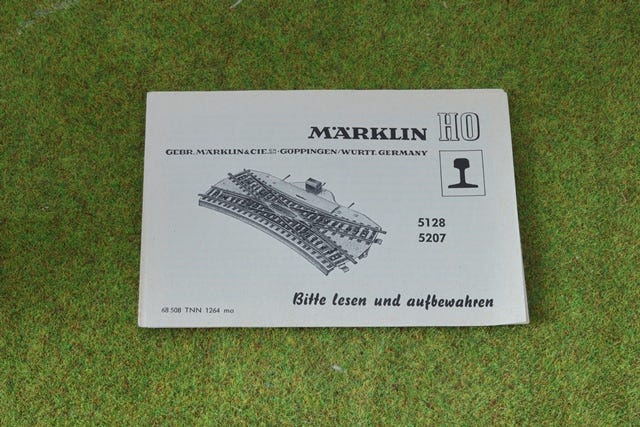 MÄRKLIN HO
GEBR. MÄRKLIN & CIE. GÖPPINGEN/WÜRTT. GERMANY
5128
5207
Bitte lesen und aufbewahren
68 508 TNN 1264 ma